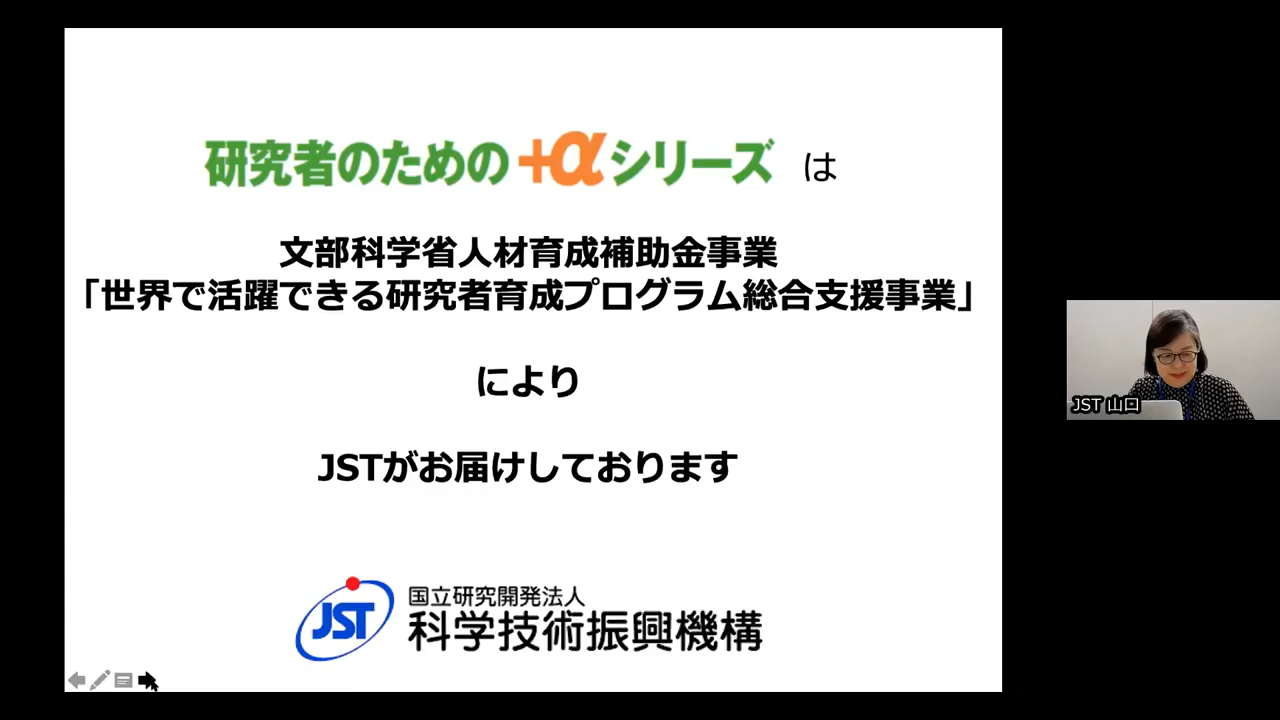 研究者のための+αシリーズ は
文部科学省人材育成補助金事業
「世界で活躍できる研究者育成プログラム総合支援事業」
により
JSTがお届けしております
JST 国立研究開発法人
科学技術振興機構
JST 山口